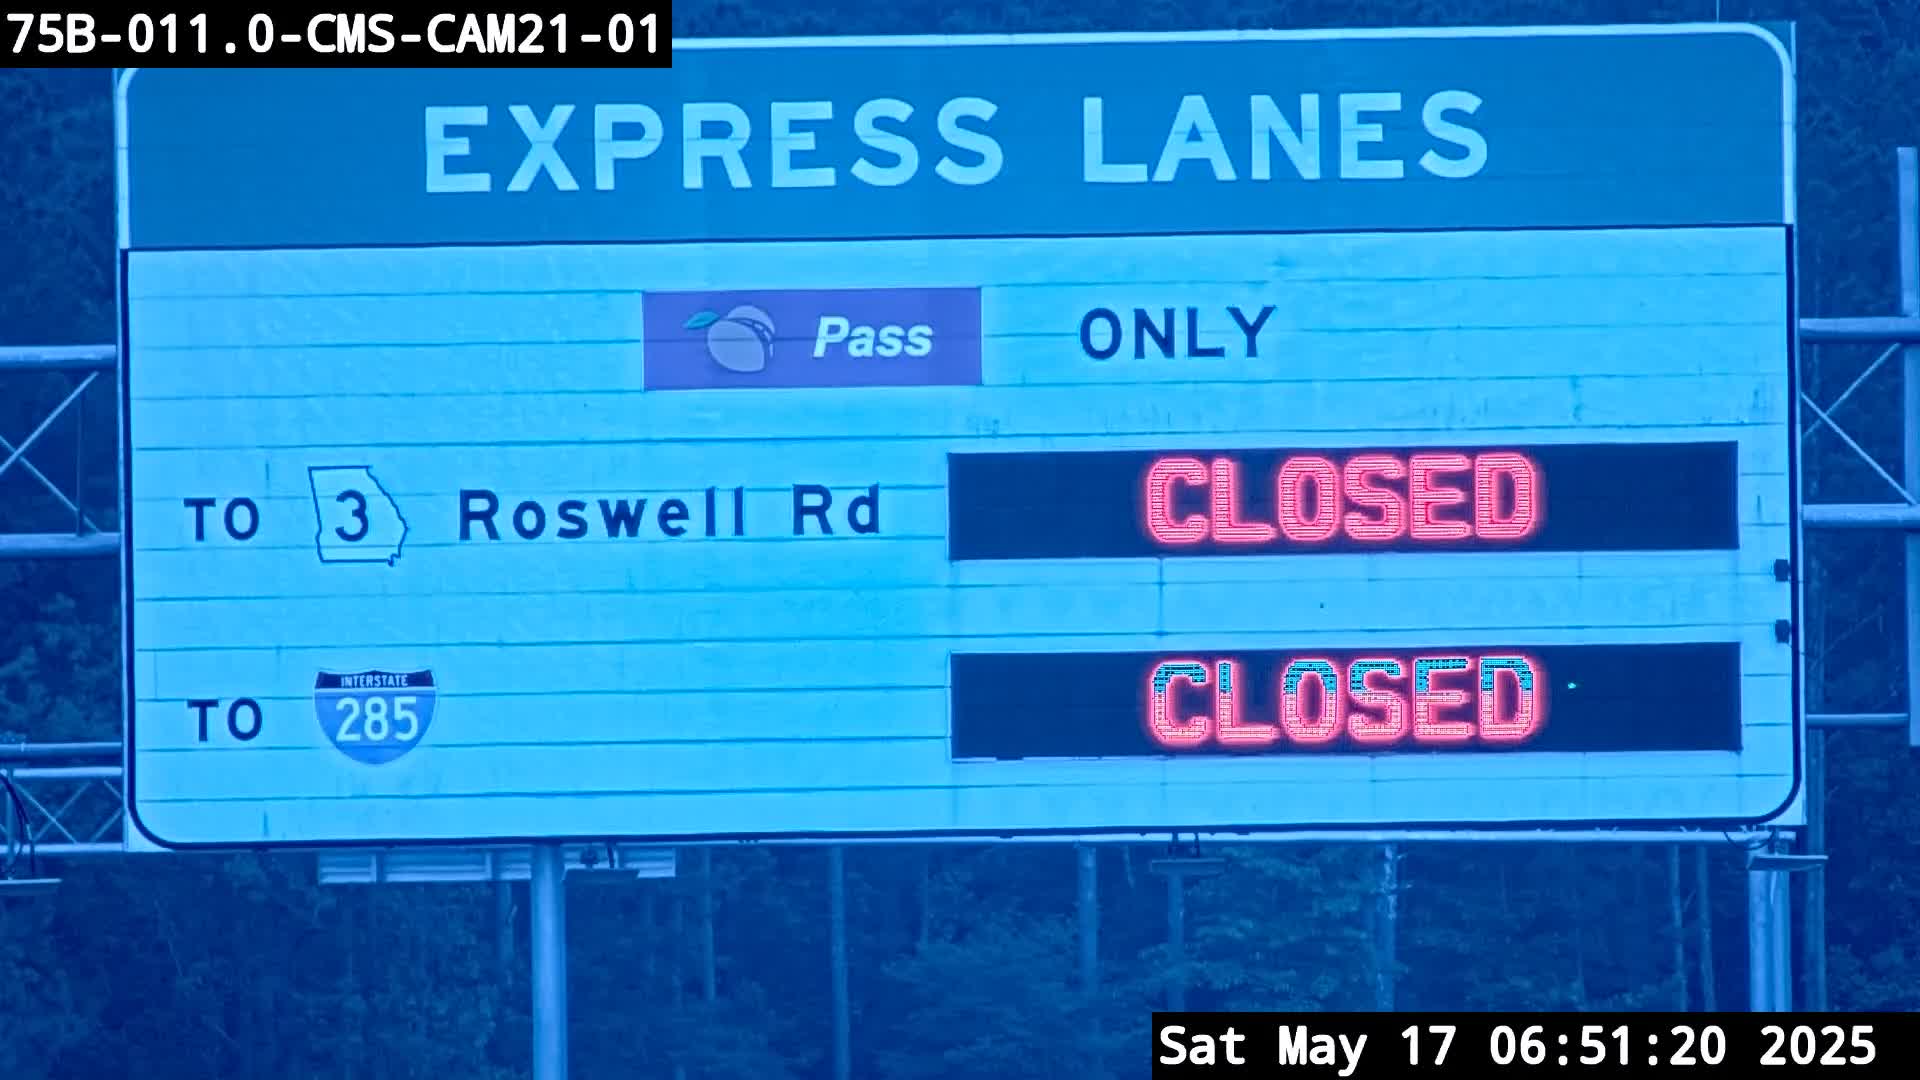 75B-011.0-CMS-CAM21-01
EXPRESS LANES
Pass ONLY
TO 3 Roswell Rd CLOSED
INTERSTATE
TO 285 CLOSED
Sat May 17 06:51:20 2025